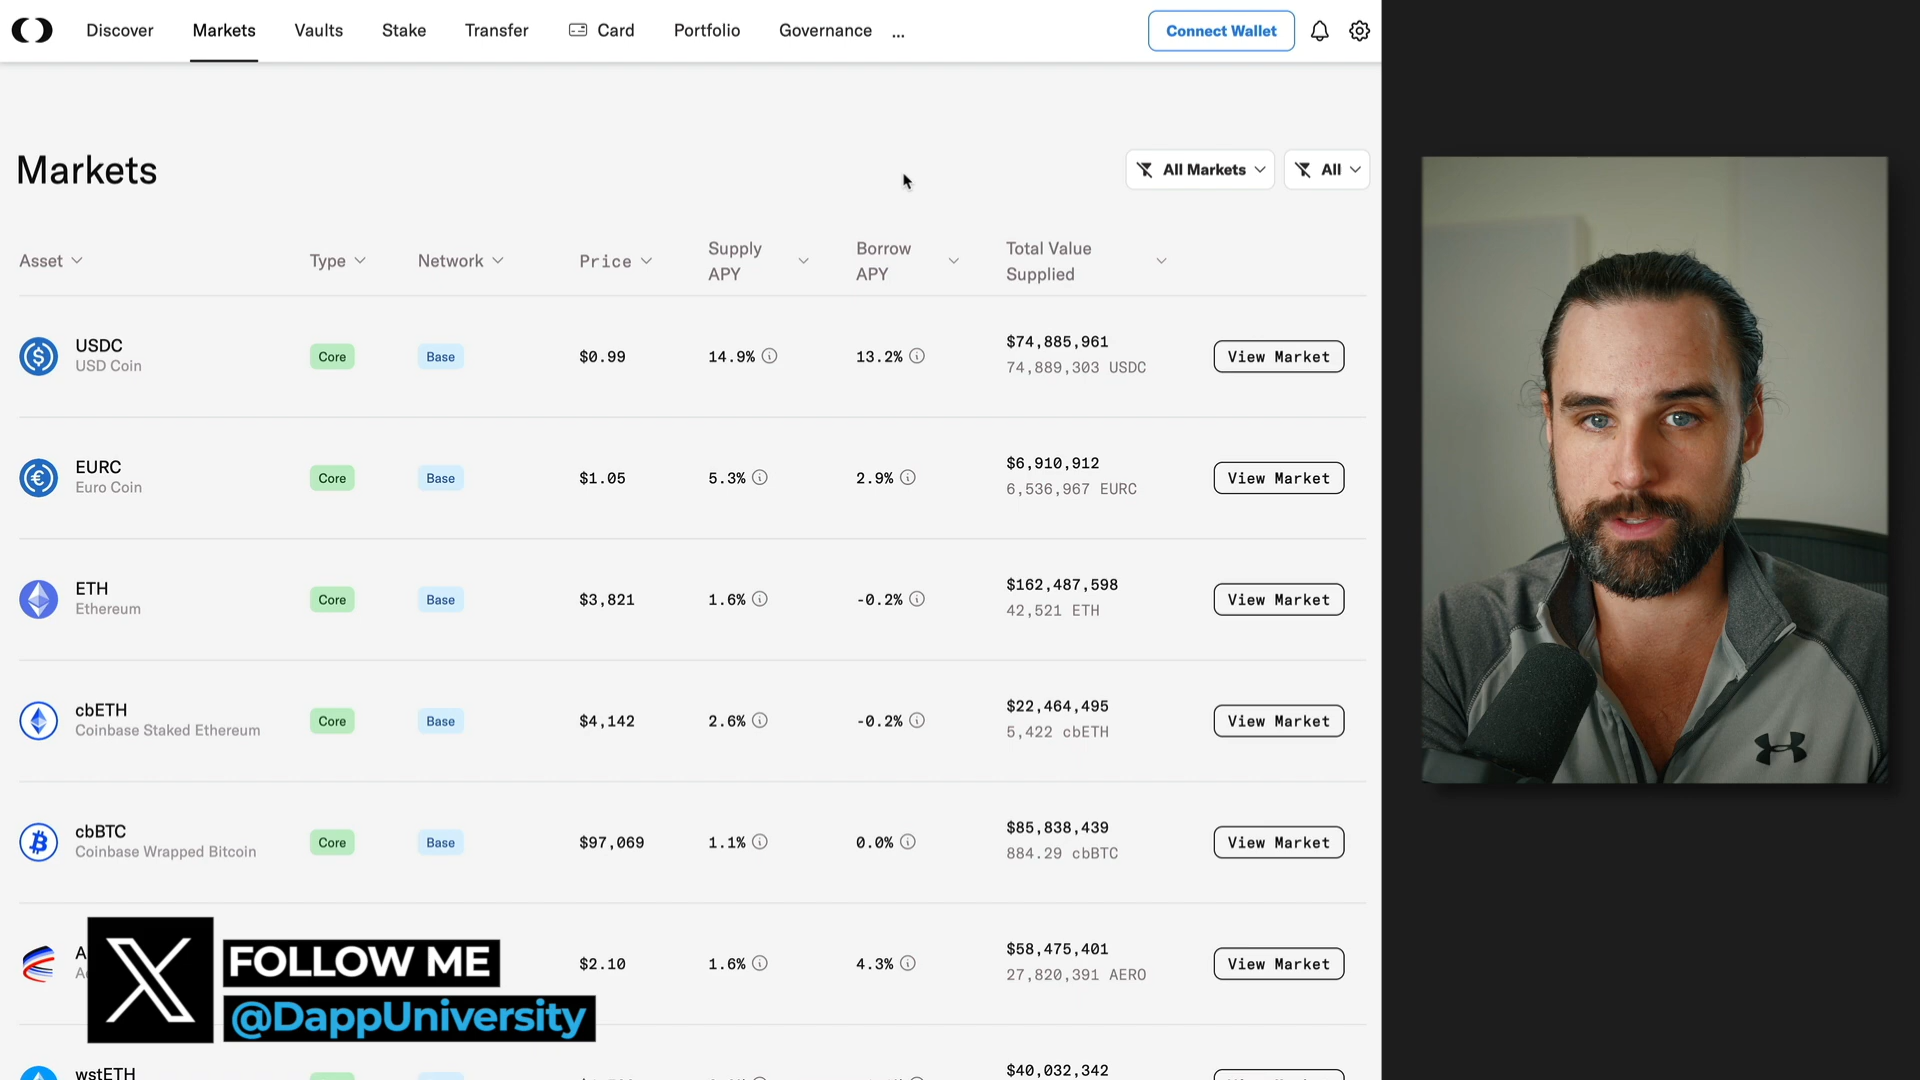 Discover Markets Vaults Stake Transfer Card Portfolio Governance ... Connect Wallet
Markets
All Markets All
Asset Type Network Price Supply APY Borrow APY Total Value Supplied
USDC
USD Coin
Core Base $0.99 14.9% 13.2%
$74,885,961
74,889,303 USDC
View Market
EURC
Euro Coin
Core Base $1.05 5.3% 2.9%
$6,910,912
6,536,967 EURC
View Market
ETH
Ethereum
Core Base $3,821 1.6% -0.2%
$162,487,598
42,521 ETH
View Market
cbETH
Coinbase Staked Ethereum
Core Base $4,142 2.6% -0.2%
$22,464,495
5,422 cbETH
View Market
cbBTC
Coinbase Wrapped Bitcoin
Core Base $97,069 1.1% 0.0%
$85,838,439
884.29 cbBTC
View Market
$2.10 1.6% 4.3%
$58,475,401
27,820,391 AERO
View Market
FOLLOW ME
@DappUniversity
wstETH
$40,032,342